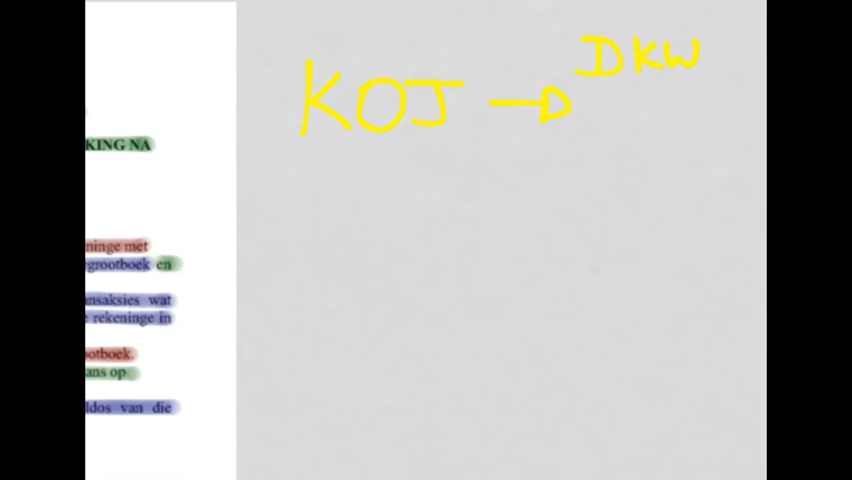 DKW
KOJ →
KING NA
ninge met
grootboek en
ansaksies wat
rekeninge in
ootboek.
ans op
ldos van die